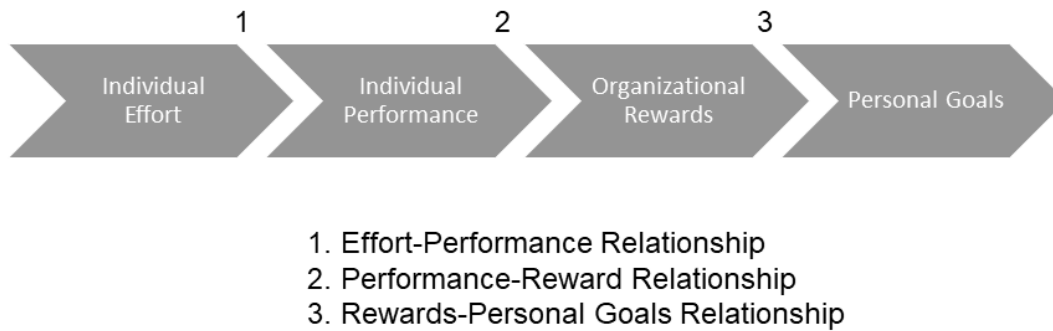 1
2
3
Individual
Effort
Individual
Performance
Organizational
Rewards
Personal Goals
1. Effort-Performance Relationship
2. Performance-Reward Relationship
3. Rewards-Personal Goals Relationship